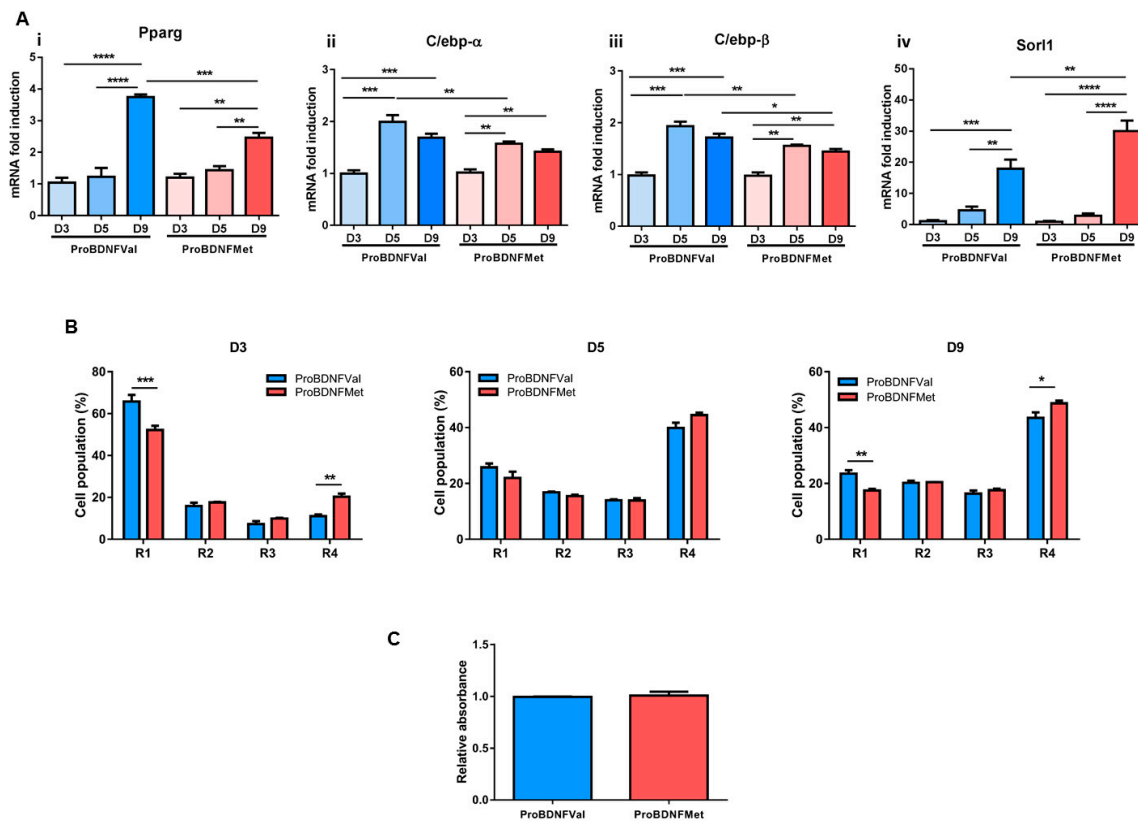 A
i
Pparg
mRNA fold induction
5
4
3
2
1
0
****
****
***
**
**
D3 D5 D9 D3 D5 D9
ProBDNFVal ProBDNFMet
ii
C/ebp-α
mRNA fold induction
3
2
1
0
***
***
**
**
**
D3 D5 D9 D3 D5 D9
ProBDNFVal ProBDNFMet
iii
C/ebp-β
mRNA fold induction
3
2
1
0
***
***
**
*
**
**
D3 D5 D9 D3 D5 D9
ProBDNFVal ProBDNFMet
iv
Sorl1
mRNA fold induction
50
40
30
20
10
0
**
****
****
***
**
D3 D5 D9 D3 D5 D9
ProBDNFVal ProBDNFMet
B
D3
Cell population (%)
80
60
40
20
0
***
**
ProBDNFVal
ProBDNFMet
R1 R2 R3 R4
D5
Cell population (%)
60
40
20
0
ProBDNFVal
ProBDNFMet
R1 R2 R3 R4
D9
Cell population (%)
60
40
20
0
ProBDNFVal
ProBDNFMet
*
**
R1 R2 R3 R4
C
Relative absorbance
1.5
1.0
0.5
0.0
ProBDNFVal ProBDNFMet